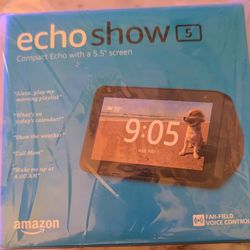 echo show 5
Compact Echo with a 5.5" screen
"Alexa, play my
morning playlist"
"What's on
today's calendar?"
"Show the weather"
"Call Mom"
"Wake me up at
6:00 AM"
9:05
amazon
FAR-FIELD
VOICE CONTROL